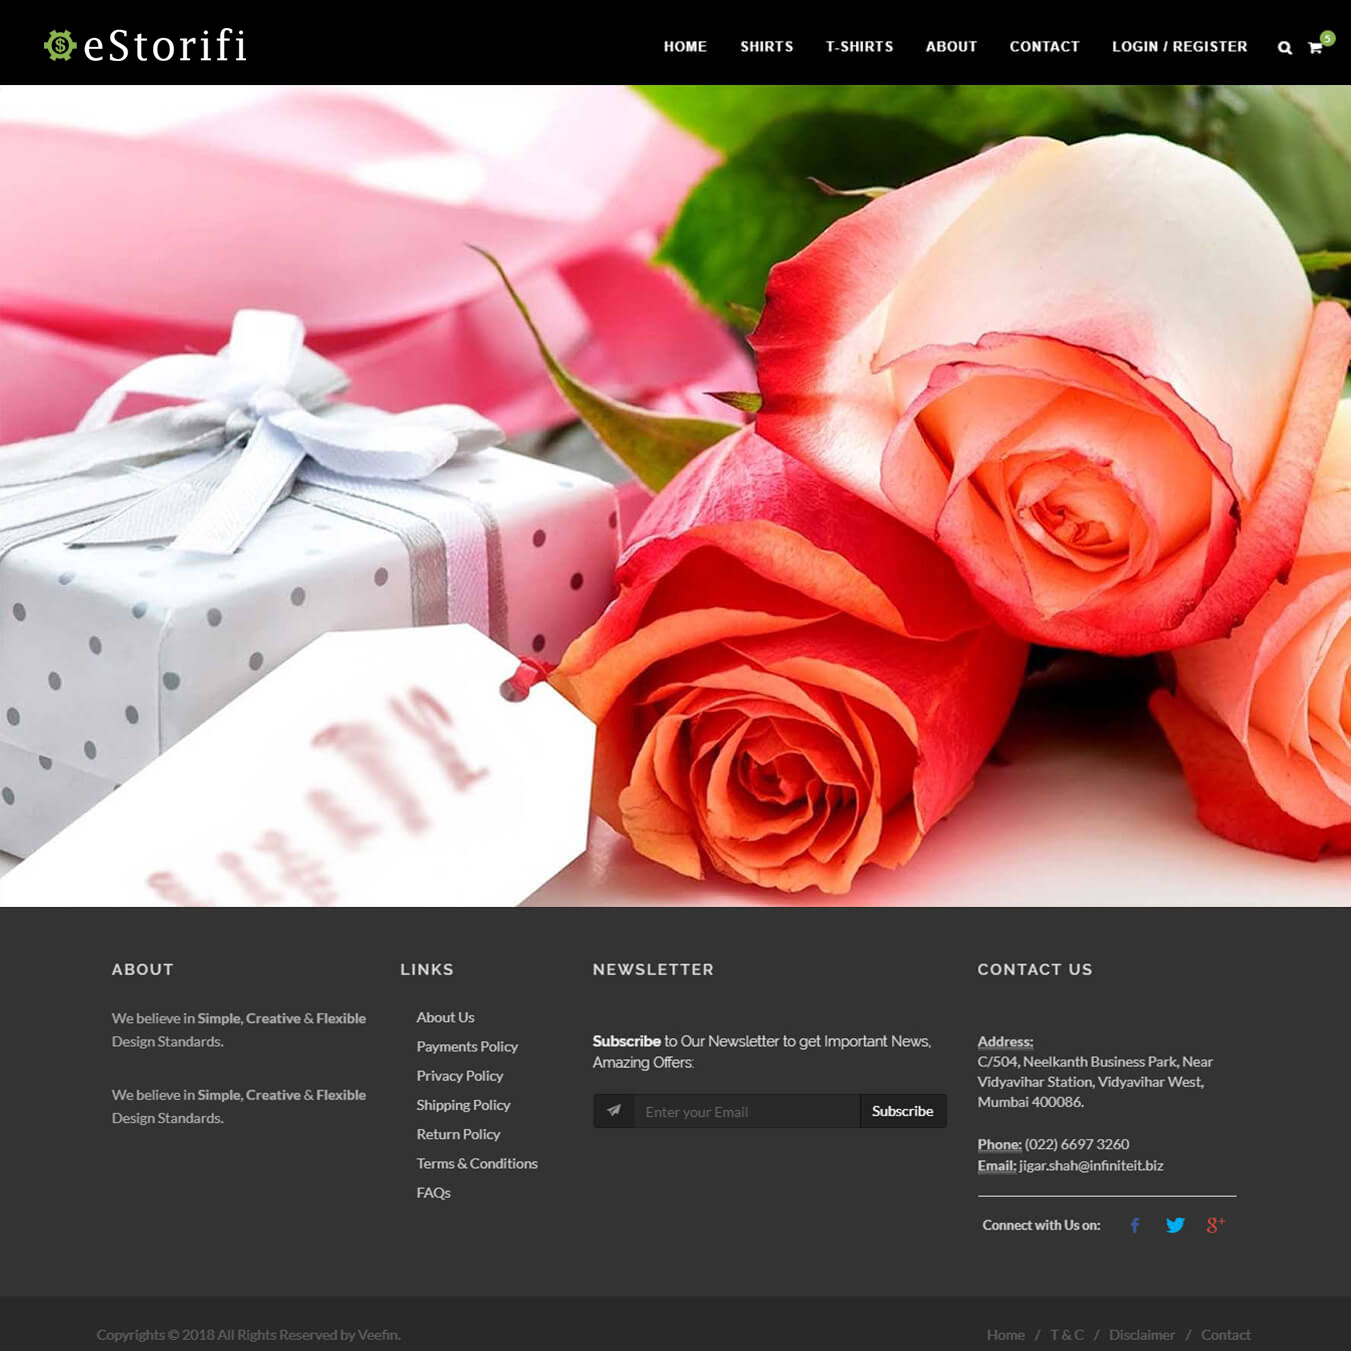 eStorifi
HOME SHIRTS T-SHIRTS ABOUT CONTACT LOGIN / REGISTER 5
ABOUT
We believe in Simple, Creative & Flexible
Design Standards.
We believe in Simple, Creative & Flexible
Design Standards.
LINKS
About Us
Payments Policy
Privacy Policy
Shipping Policy
Return Policy
Terms & Conditions
FAQs
NEWSLETTER
Subscribe to Our Newsletter to get Important News,
Amazing Offers:
Enter your Email Subscribe
CONTACT US
Address:
C/504, Neelkanth Business Park, Near
Vidyavihar Station, Vidyavihar West,
Mumbai 400086.
Phone: (022) 6697 3260
Email: jigar.shah@infiniteit.biz
Connect with Us on:
Copyrights © 2018 All Rights Reserved by Veefin.
Home / T & C / Disclaimer / Contact